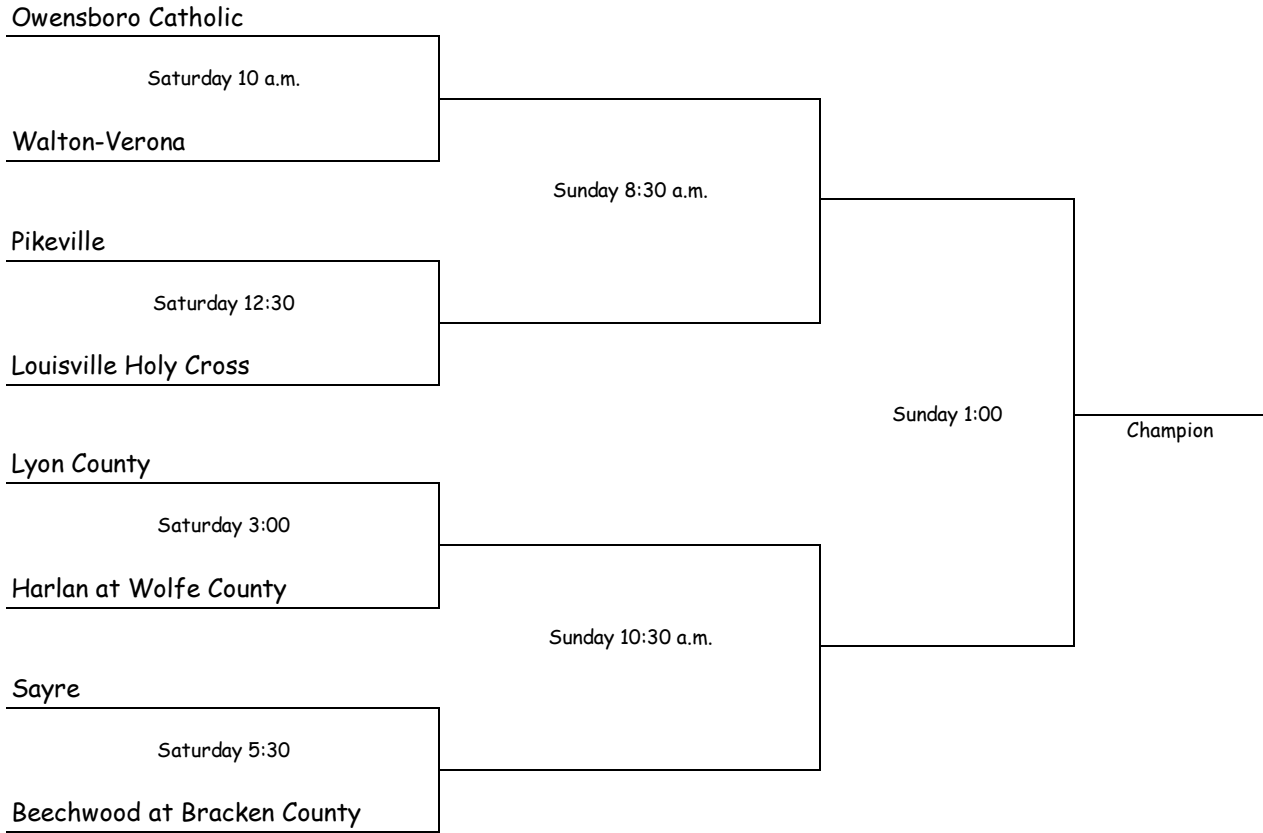 Owensboro Catholic
Saturday 10 a.m.
Walton-Verona
Sunday 8:30 a.m.
Pikeville
Saturday 12:30
Louisville Holy Cross
Sunday 1:00
Champion
Lyon County
Saturday 3:00
Harlan at Wolfe County
Sunday 10:30 a.m.
Sayre
Saturday 5:30
Beechwood at Bracken County